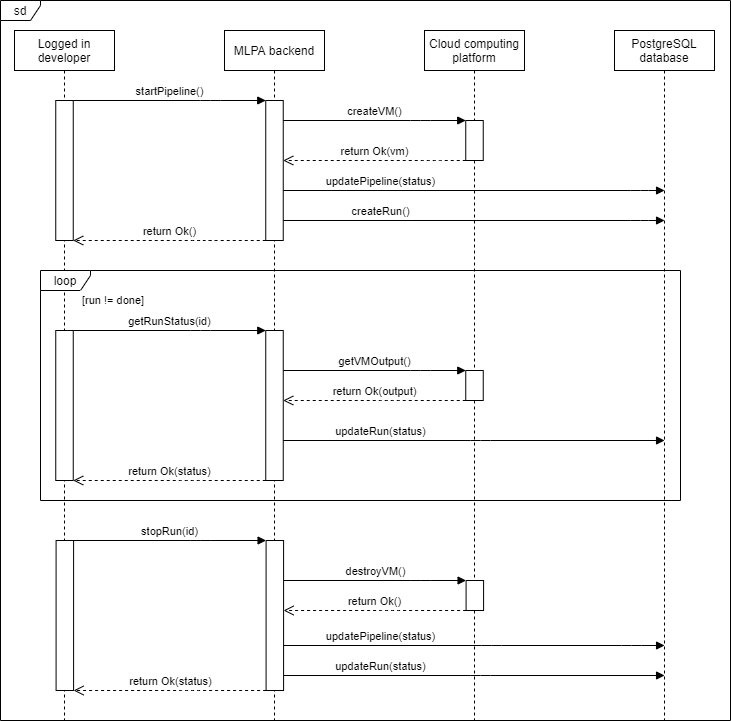 sd
Logged in
developer
MLPA backend
Cloud computing
platform
PostgreSQL
database
startPipeline()
createVM()
return Ok(vm)
updatePipeline(status)
createRun()
return Ok()
loop
[run != done]
getRunStatus(id)
getVMOutput()
return Ok(output)
updateRun(status)
return Ok(status)
stopRun(id)
destroyVM()
return Ok()
updatePipeline(status)
updateRun(status)
return Ok(status)